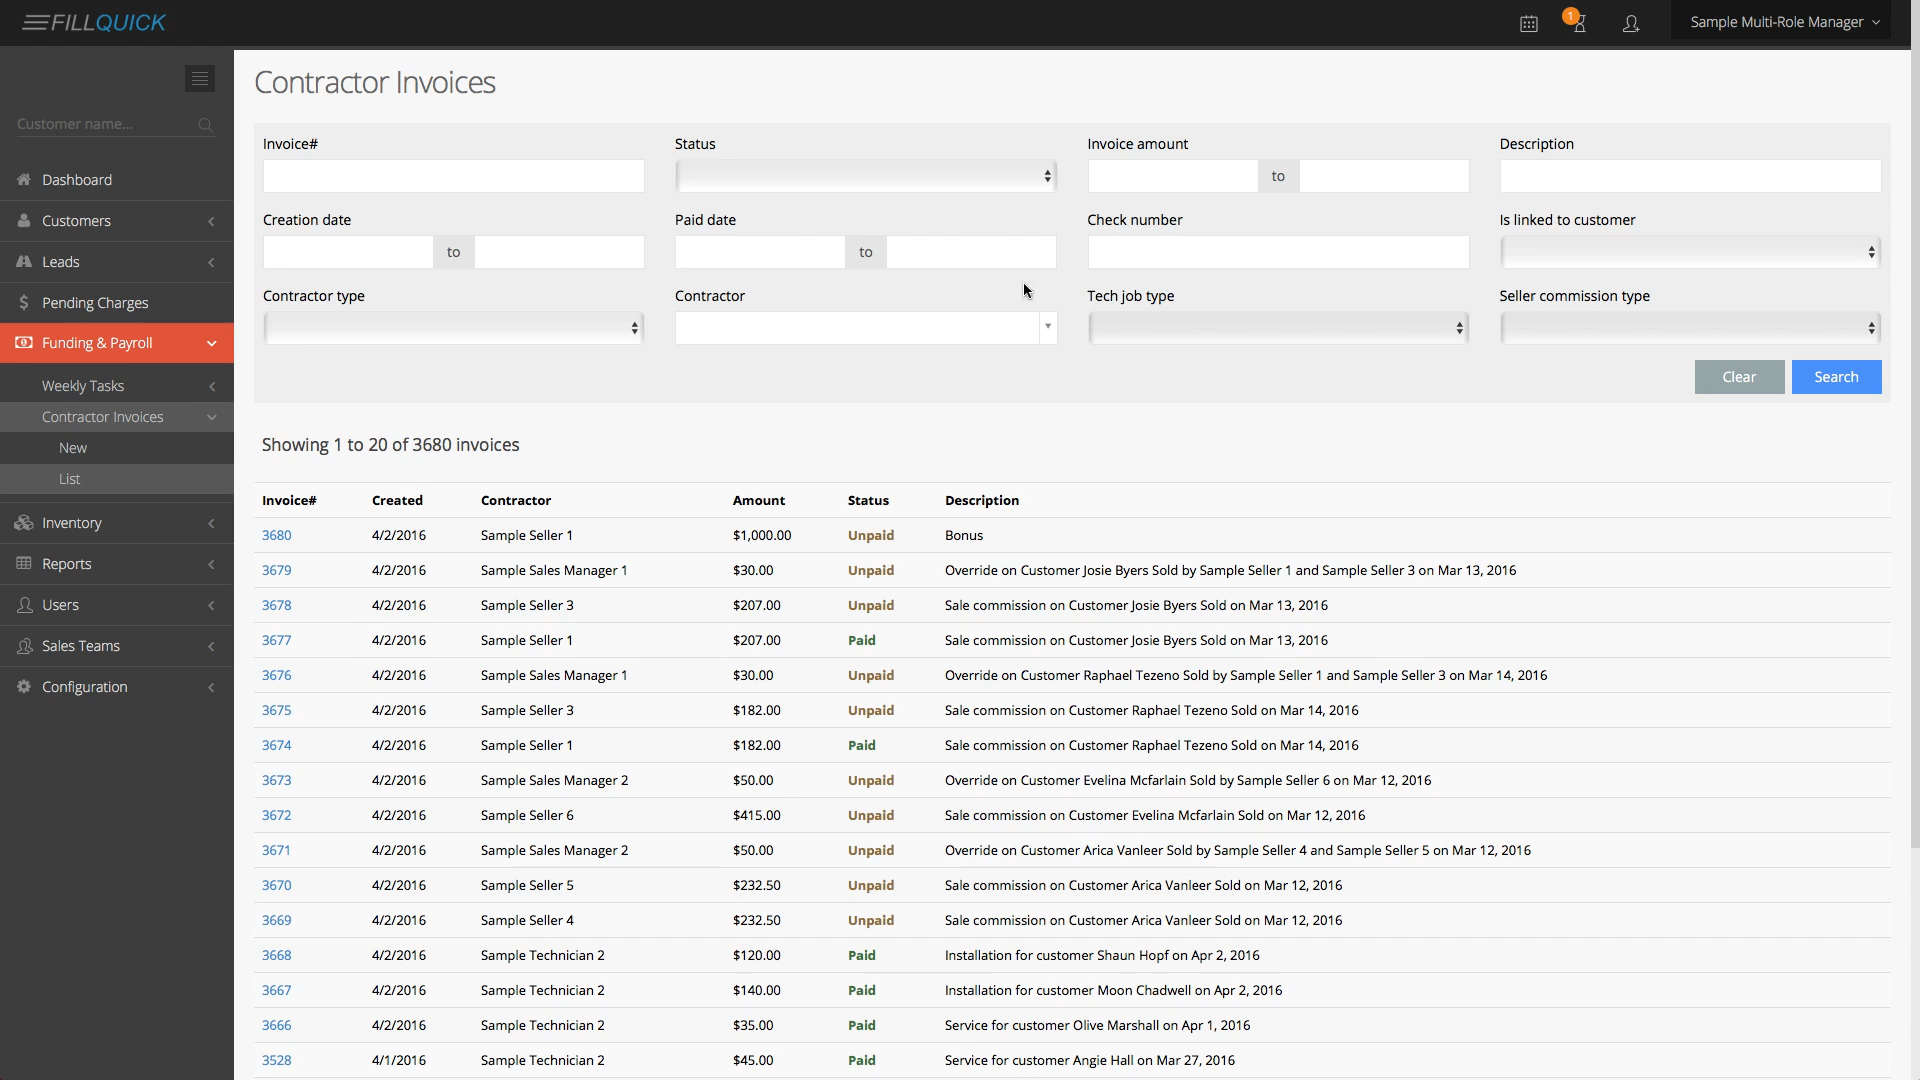 FILLQUICK
1
Sample Multi-Role Manager
Customer name...
Dashboard
Customers
Leads
Pending Charges
Funding & Payroll
Weekly Tasks
Contractor Invoices
New
List
Inventory
Reports
Users
Sales Teams
Configuration
Contractor Invoices
Invoice# Status Invoice amount Description
to
Creation date Paid date Check number Is linked to customer
to to
Contractor type Contractor Tech job type Seller commission type
Clear Search
Showing 1 to 20 of 3680 invoices
Invoice# Created Contractor Amount Status Description
3680 4/2/2016 Sample Seller 1 $1,000.00 Unpaid Bonus
3679 4/2/2016 Sample Sales Manager 1 $30.00 Unpaid Override on Customer Josie Byers Sold by Sample Seller 1 and Sample Seller 3 on Mar 13, 2016
3678 4/2/2016 Sample Seller 3 $207.00 Unpaid Sale commission on Customer Josie Byers Sold on Mar 13, 2016
3677 4/2/2016 Sample Seller 1 $207.00 Paid Sale commission on Customer Josie Byers Sold on Mar 13, 2016
3676 4/2/2016 Sample Sales Manager 1 $30.00 Unpaid Override on Customer Raphael Tezeno Sold by Sample Seller 1 and Sample Seller 3 on Mar 14, 2016
3675 4/2/2016 Sample Seller 3 $182.00 Unpaid Sale commission on Customer Raphael Tezeno Sold on Mar 14, 2016
3674 4/2/2016 Sample Seller 1 $182.00 Paid Sale commission on Customer Raphael Tezeno Sold on Mar 14, 2016
3673 4/2/2016 Sample Sales Manager 2 $50.00 Unpaid Override on Customer Evelina Mcfarlain Sold by Sample Seller 6 on Mar 12, 2016
3672 4/2/2016 Sample Seller 6 $415.00 Unpaid Sale commission on Customer Evelina Mcfarlain Sold on Mar 12, 2016
3671 4/2/2016 Sample Sales Manager 2 $50.00 Unpaid Override on Customer Arica Vanleer Sold by Sample Seller 4 and Sample Seller 5 on Mar 12, 2016
3670 4/2/2016 Sample Seller 5 $232.50 Unpaid Sale commission on Customer Arica Vanleer Sold on Mar 12, 2016
3669 4/2/2016 Sample Seller 4 $232.50 Unpaid Sale commission on Customer Arica Vanleer Sold on Mar 12, 2016
3668 4/2/2016 Sample Technician 2 $120.00 Paid Installation for customer Shaun Hopf on Apr 2, 2016
3667 4/2/2016 Sample Technician 2 $140.00 Paid Installation for customer Moon Chadwell on Apr 2, 2016
3666 4/2/2016 Sample Technician 2 $35.00 Paid Service for customer Olive Marshall on Apr 1, 2016
3528 4/1/2016 Sample Technician 2 $45.00 Paid Service for customer Angie Hall on Mar 27, 2016